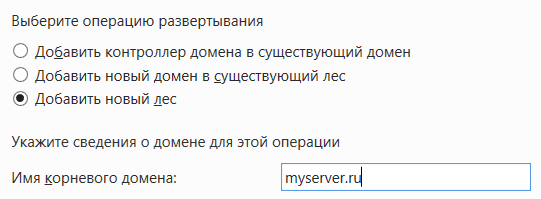 Выберите операцию развертывания
Добавить контроллер домена в существующий домен
Добавить новый домен в существующий лес
Добавить новый лес
Укажите сведения о домене для этой операции
Имя корневого домена: myserver.ru